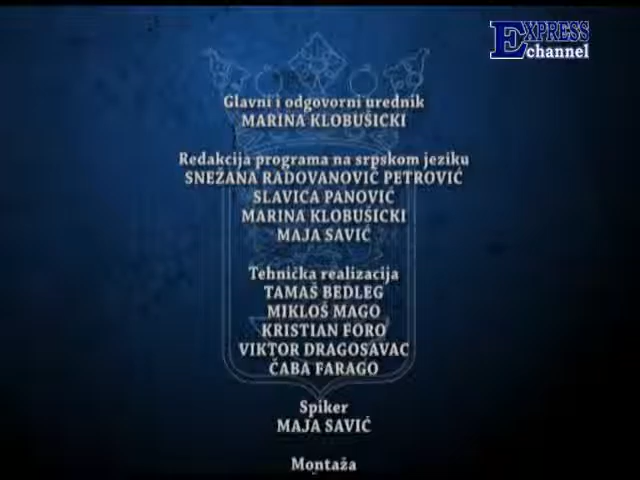 EXPRESS
channel
Glavni i odgovorni urednik
MARINA KLOBUŠICKI
Redakcija programa na srpskom jeziku
SNEŽANA RADOVANOVIĆ PETROVIĆ
SLAVICA PANOVIĆ
MARINA KLOBUŠICKI
MAJA SAVIĆ
Tehnička realizacija
TAMAŠ BEDLEG
MIKLOŠ MAGO
KRISTIAN FORO
VIKTOR DRAGOSAVAC
ČABA FARAGO
Spiker
MAJA SAVIĆ
Montaža